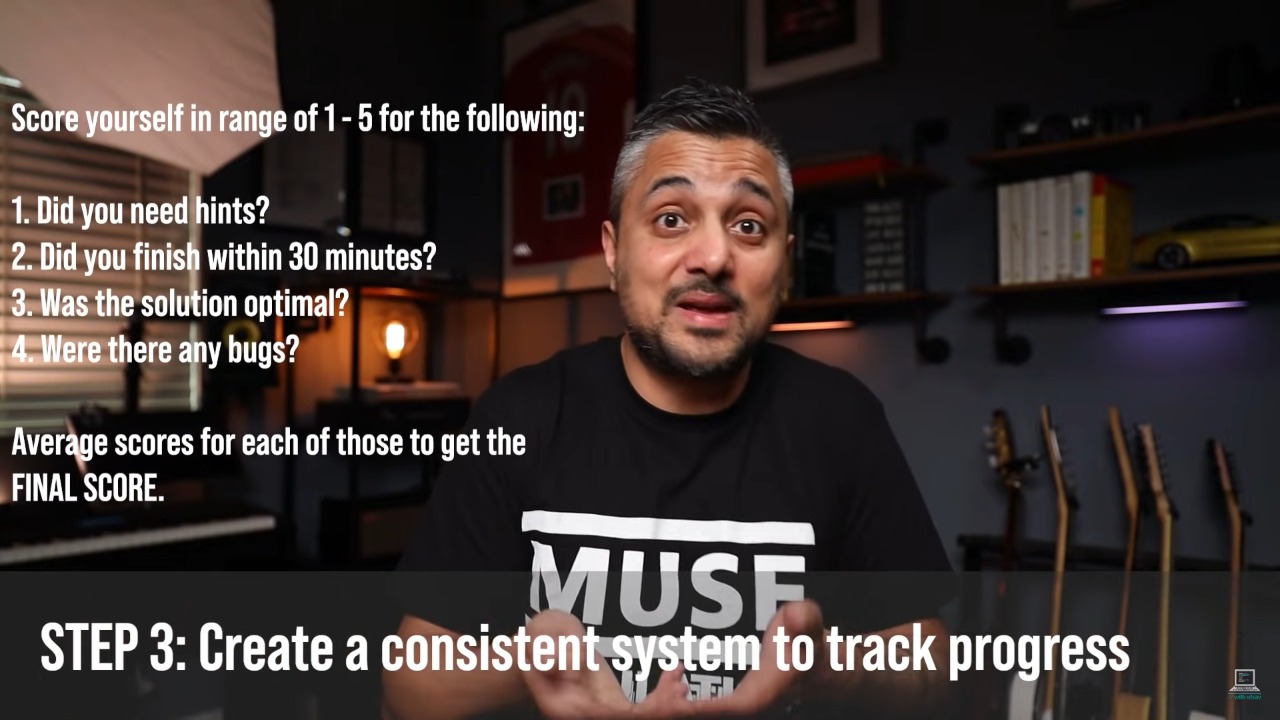 Score yourself in range of 1 - 5 for the following:
1. Did you need hints?
2. Did you finish within 30 minutes?
3. Was the solution optimal?
4. Were there any bugs?
Average scores for each of those to get the
FINAL SCORE.
MUSE
STEP 3: Create a consistent system to track progress